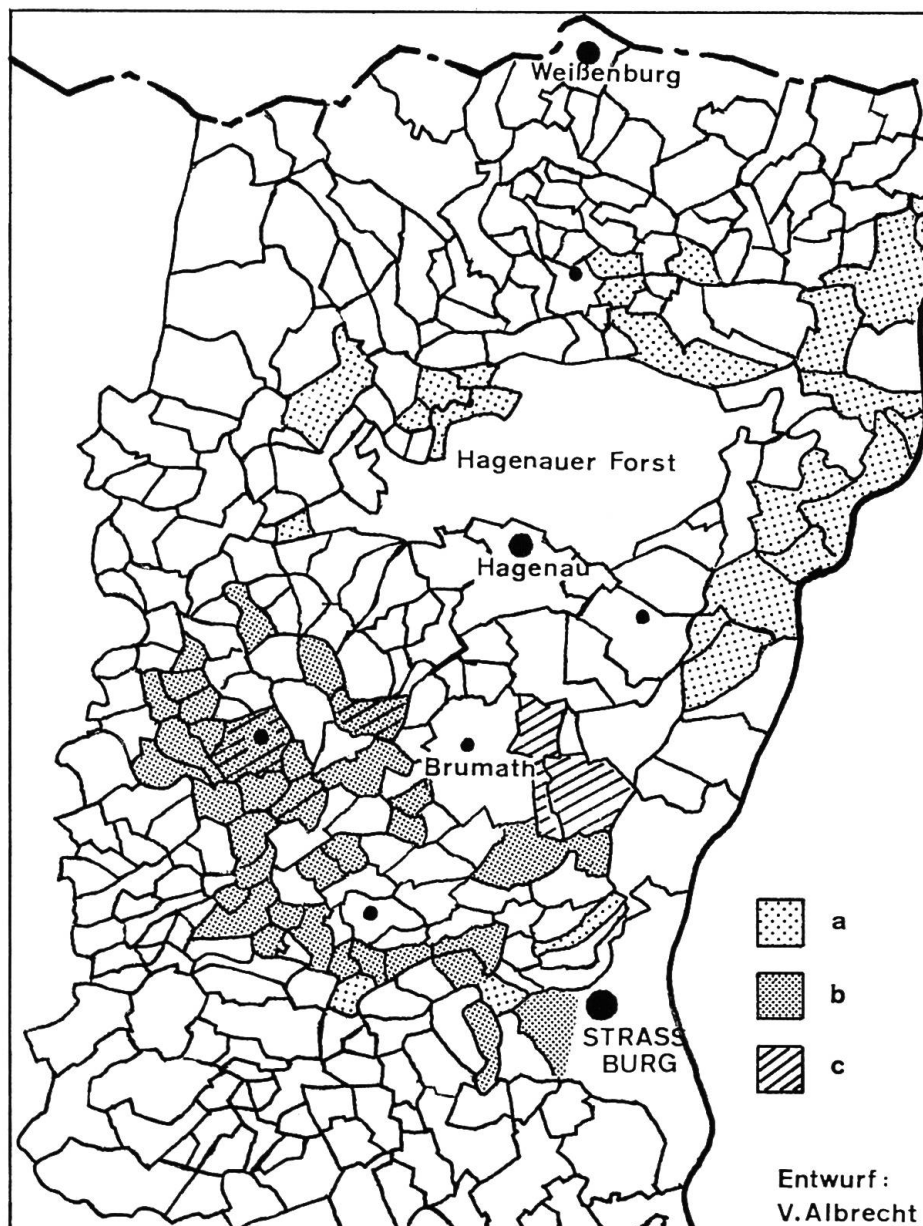 Weißenburg
Hagenauer Forst
Hagenau
Brumath
STRASS
BURG
a
b
c
Entwurf:
V. Albrecht